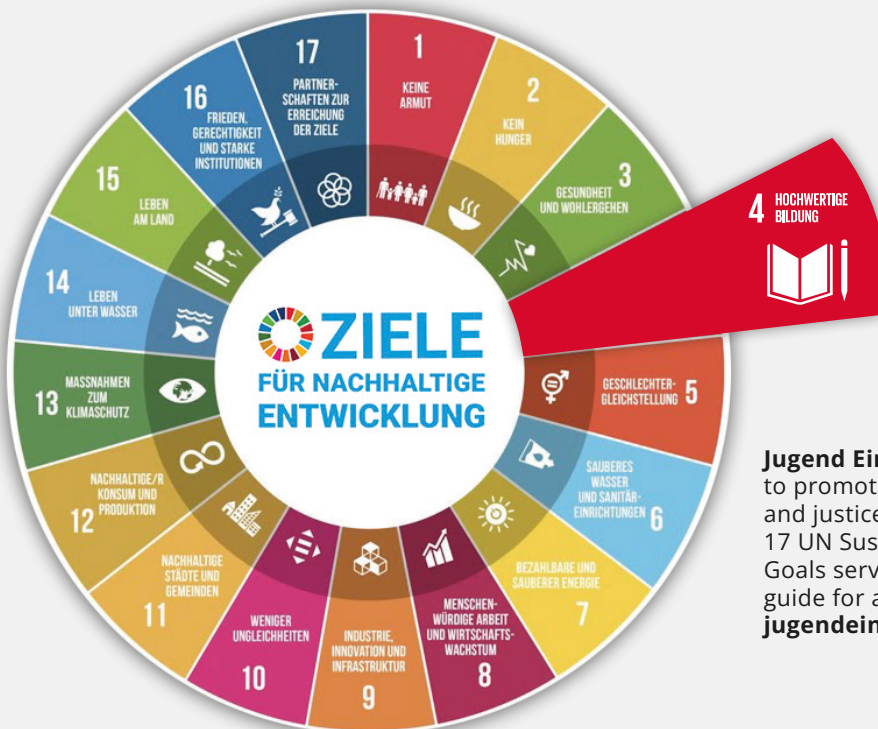 1
KEINE
ARMUT
2
KEIN
HUNGER
3
GESUNDHEIT
UND WOHLERGEHEN
4 HOCHWERTIGE
BILDUNG
GESCHLECHTER-
GLEICHSTELLUNG 5
SAUBERES
WASSER
UND SANITÄR-
EINRICHTUNGEN 6
BEZAHLBARE UND
SAUBERER ENERGIE
7
MENSCHEN-
WÜRDIGE ARBEIT
UND WIRTSCHAFTS-
WACHSTUM
8
INDUSTRIE,
INNOVATION UND
INFRASTRUKTUR
9
WENIGER
UNGLEICHHEITEN
10
NACHHALTIGE
STÄDTE UND
GEMEINDEN
11
NACHHALTIGE/R
KONSUM UND
PRODUKTION
12
MASSNAHMEN
ZUM
KLIMASCHUTZ
13
14
LEBEN
UNTER WASSER
15
LEBEN
AM LAND
16
FRIEDEN,
GERECHTIGKEIT
UND STARKE
INSTITUTIONEN
17
PARTNER-
SCHAFTEN ZUR
ERREICHUNG
DER ZIELE
ZIELE
FÜR NACHHALTIGE
ENTWICKLUNG
Jugend Ein
to promot
and justice
17 UN Sus
Goals serv
guide for a
jugendein